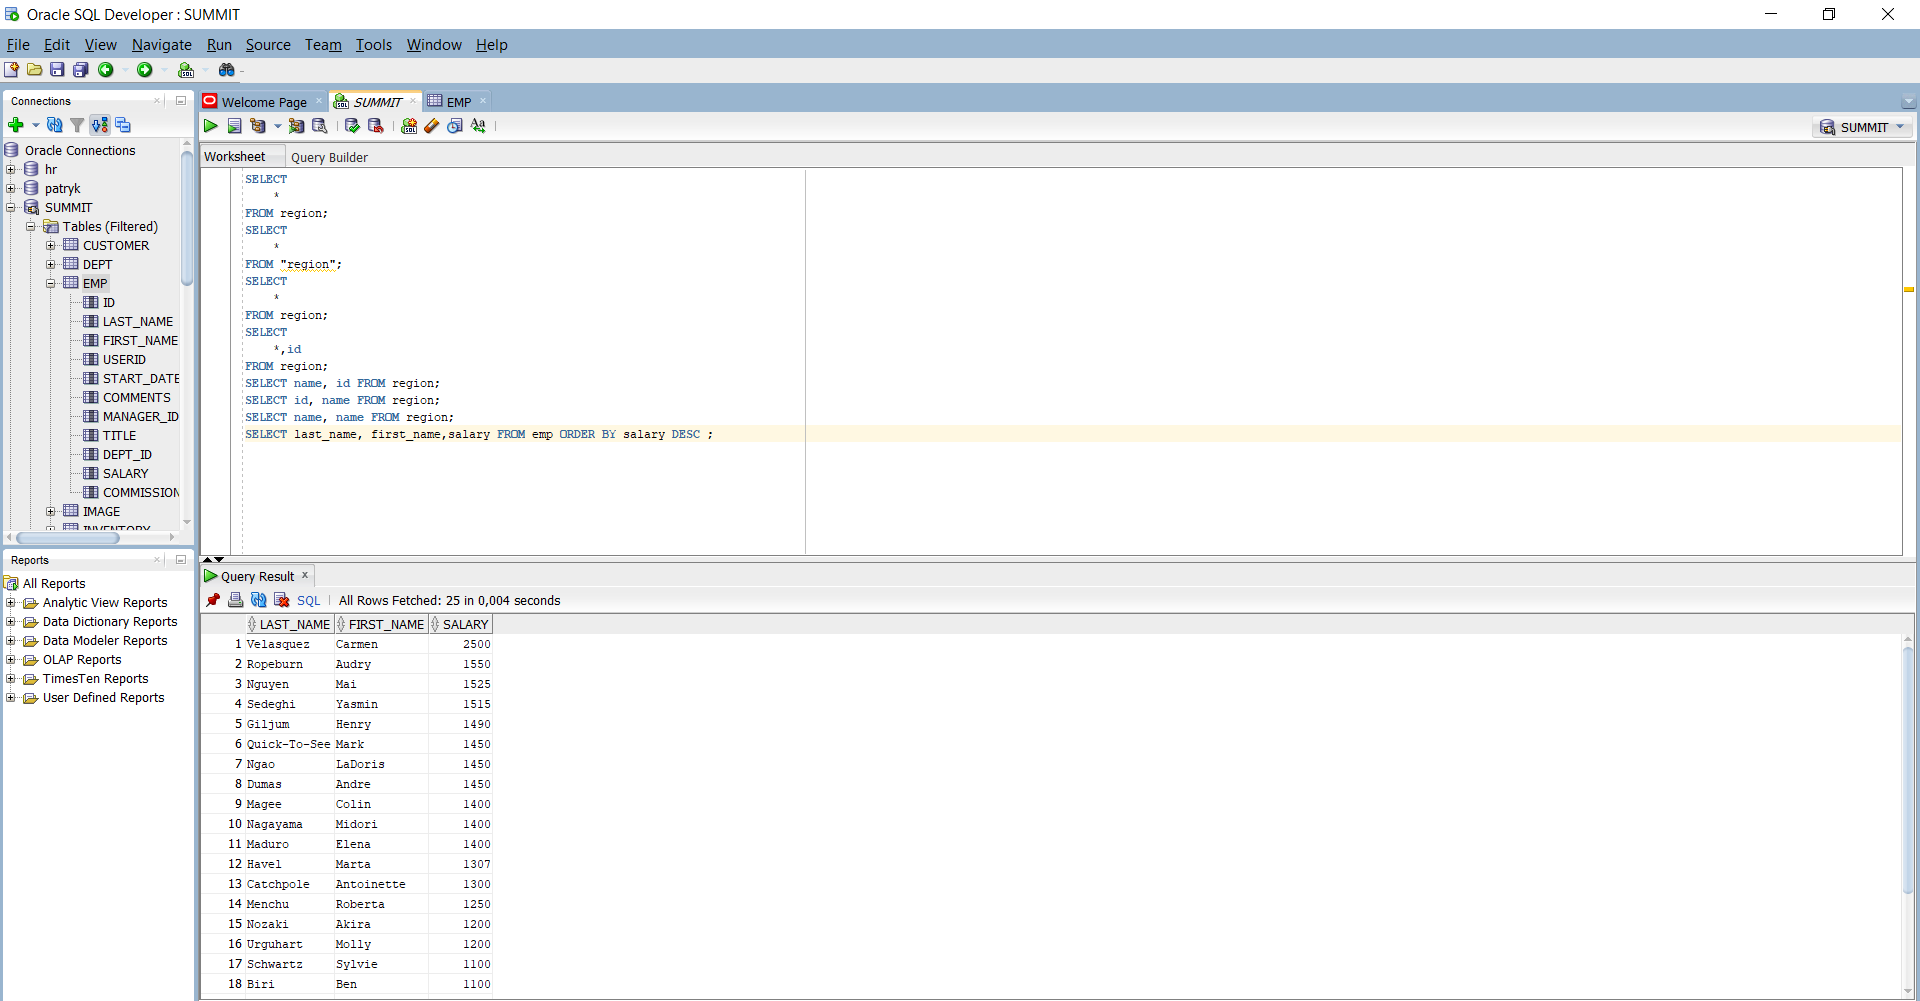 Oracle SQL Developer : SUMMIT
File Edit View Navigate Run Source Team Tools Window Help
Connections
Oracle Connections
hr
patryk
SUMMIT
Tables (Filtered)
CUSTOMER
DEPT
EMP
ID
LAST_NAME
FIRST_NAME
USERID
START_DATE
COMMENTS
MANAGER_ID
TITLE
DEPT_ID
SALARY
COMMISSION
IMAGE
INVENTORY
Reports
All Reports
Analytic View Reports
Data Dictionary Reports
Data Modeler Reports
OLAP Reports
TimesTen Reports
User Defined Reports
Welcome Page SUMMIT EMP
SUMMIT
Worksheet Query Builder
SELECT
*
FROM region;
SELECT
*
FROM "region";
SELECT
*
FROM region;
SELECT
*,id
FROM region;
SELECT name, id FROM region;
SELECT id, name FROM region;
SELECT name, name FROM region;
SELECT last_name, first_name,salary FROM emp ORDER BY salary DESC ;
Query Result
SQL All Rows Fetched: 25 in 0,004 seconds
LAST_NAME FIRST_NAME SALARY
1 Velasquez Carmen 2500
2 Ropeburn Audry 1550
3 Nguyen Mai 1525
4 Sedeghi Yasmin 1515
5 Giljum Henry 1490
6 Quick-To-See Mark 1450
7 Ngao LaDoris 1450
8 Dumas Andre 1450
9 Magee Colin 1400
10 Nagayama Midori 1400
11 Maduro Elena 1400
12 Havel Marta 1307
13 Catchpole Antoinette 1300
14 Menchu Roberta 1250
15 Nozaki Akira 1200
16 Urguhart Molly 1200
17 Schwartz Sylvie 1100
18 Biri Ben 1100